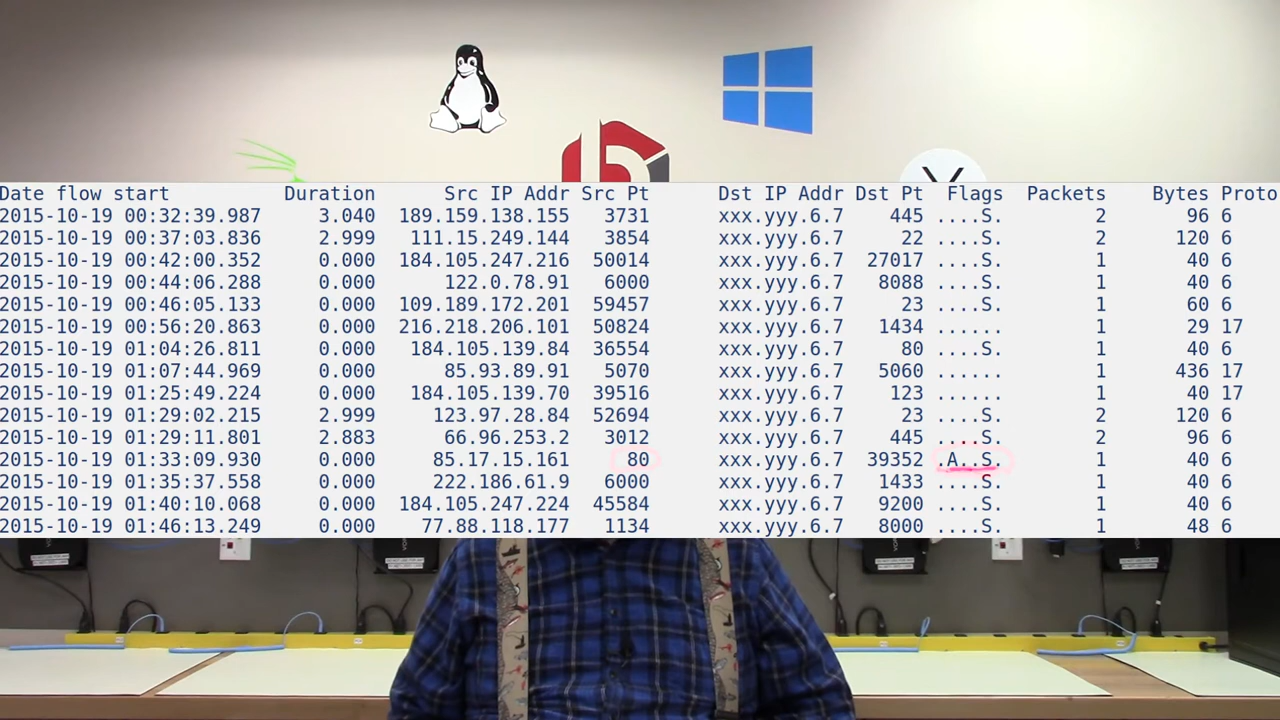 Date flow start Duration Src IP Addr Src Pt Dst IP Addr Dst Pt Flags Packets Bytes Proto
2015-10-19 00:32:39.987 3.040 189.159.138.155 3731 xxx.yyy.6.7 445 ....S. 2 96 6
2015-10-19 00:37:03.836 2.999 111.15.249.144 3854 xxx.yyy.6.7 22 ....S. 2 120 6
2015-10-19 00:42:00.352 0.000 184.105.247.216 50014 xxx.yyy.6.7 27017 ....S. 1 40 6
2015-10-19 00:44:06.288 0.000 122.0.78.91 6000 xxx.yyy.6.7 8088 ....S. 1 40 6
2015-10-19 00:46:05.133 0.000 109.189.172.201 59457 xxx.yyy.6.7 23 ....S. 1 60 6
2015-10-19 00:56:20.863 0.000 216.218.206.101 50824 xxx.yyy.6.7 1434 ...... 1 29 17
2015-10-19 01:04:26.811 0.000 184.105.139.84 36554 xxx.yyy.6.7 80 ....S. 1 40 6
2015-10-19 01:07:44.969 0.000 85.93.89.91 5070 xxx.yyy.6.7 5060 ...... 1 436 17
2015-10-19 01:25:49.224 0.000 184.105.139.70 39516 xxx.yyy.6.7 123 ...... 1 40 17
2015-10-19 01:29:02.215 2.999 123.97.28.84 52694 xxx.yyy.6.7 23 ....S. 2 120 6
2015-10-19 01:29:11.801 2.883 66.96.253.2 3012 xxx.yyy.6.7 445 ....S. 2 96 6
2015-10-19 01:33:09.930 0.000 85.17.15.161 80 xxx.yyy.6.7 39352 .A..S. 1 40 6
2015-10-19 01:35:37.558 0.000 222.186.61.9 6000 xxx.yyy.6.7 1433 ....S. 1 40 6
2015-10-19 01:40:10.068 0.000 184.105.247.224 45584 xxx.yyy.6.7 9200 ....S. 1 40 6
2015-10-19 01:46:13.249 0.000 77.88.118.177 1134 xxx.yyy.6.7 8000 ....S. 1 48 6